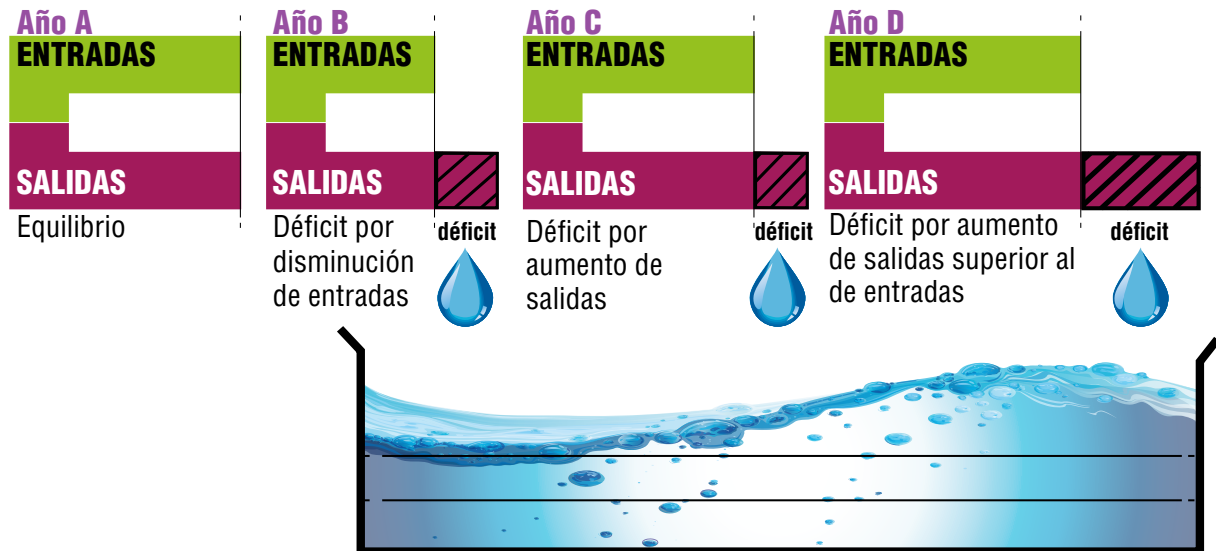 Año A
ENTRADAS
SALIDAS
Equilibrio
Año B
ENTRADAS
SALIDAS
Déficit por
disminución
de entradas
déficit
Año C
ENTRADAS
SALIDAS
Déficit por
aumento de
salidas
déficit
Año D
ENTRADAS
SALIDAS
Déficit por aumento
de salidas superior al
de entradas
déficit